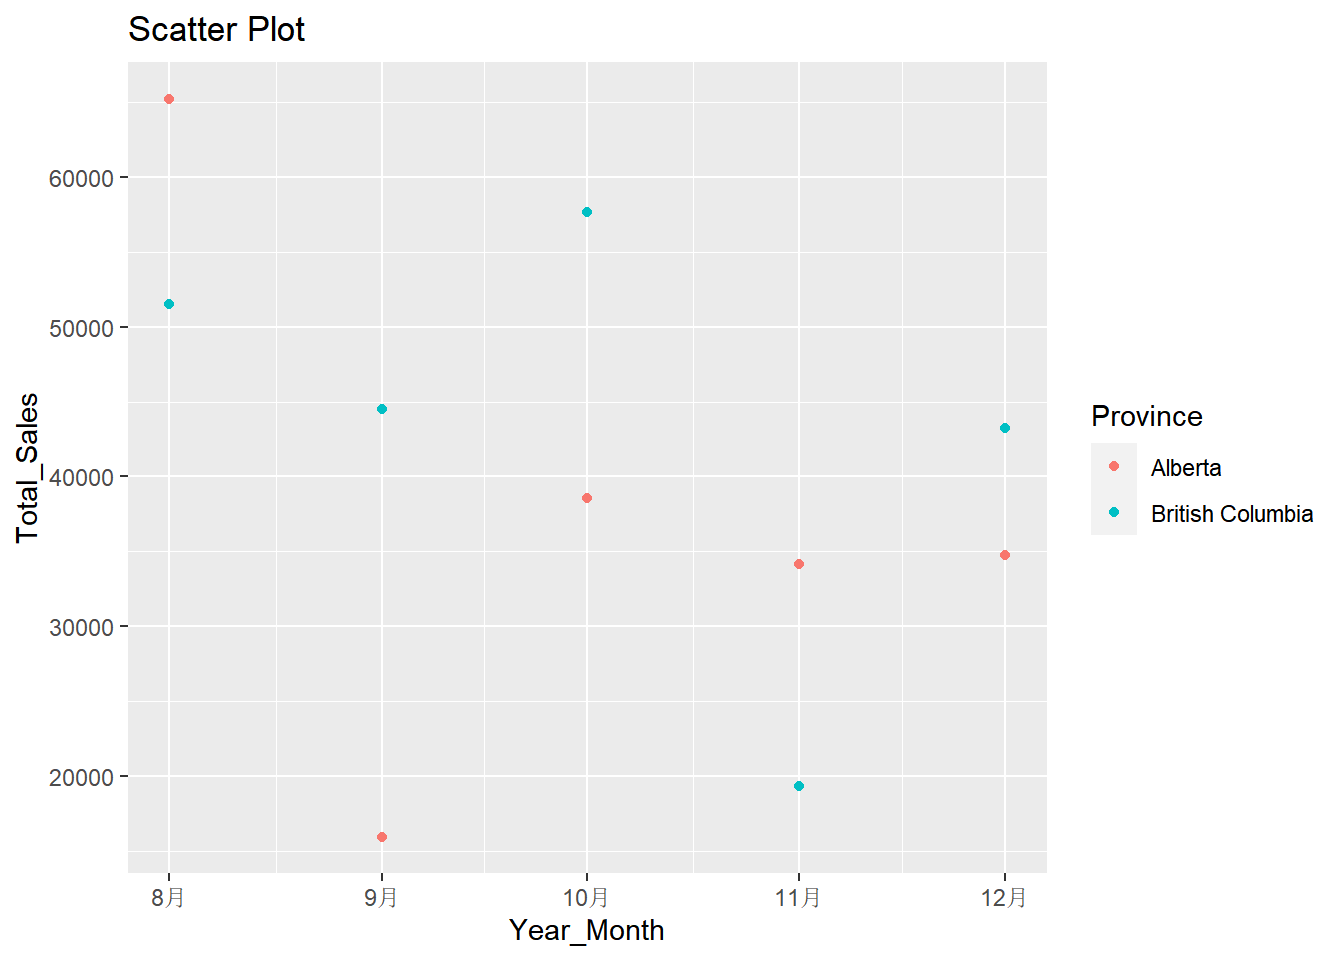 Scatter Plot
Total_Sales
60000
50000
40000
30000
20000
8月 9月 10月 11月 12月
Year_Month
Province
Alberta
British Columbia